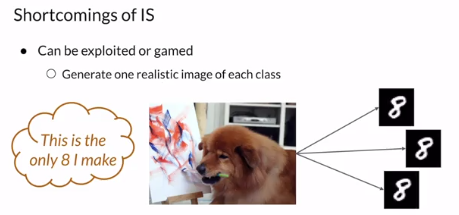 Shortcomings of IS
● Can be exploited or gamed
○ Generate one realistic image of each class
This is the
only 8 I make
8
8
8